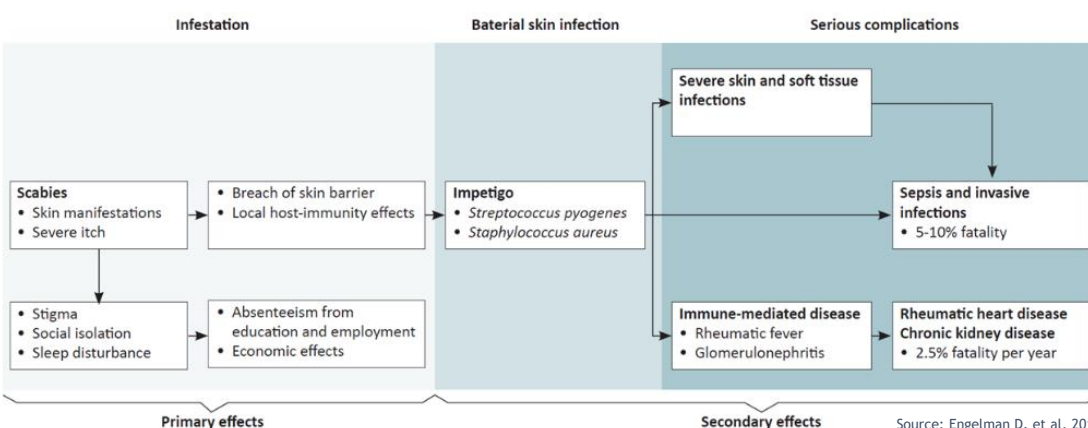 Infestation
Baterial skin infection
Serious complications
Severe skin and soft tissue
infections
Scabies
• Skin manifestations
• Severe itch
• Breach of skin barrier
• Local host-immunity effects
Impetigo
• Streptococcus pyogenes
• Staphylococcus aureus
Sepsis and invasive
infections
• 5-10% fatality
• Stigma
• Social isolation
• Sleep disturbance
• Absenteeism from
education and employment
• Economic effects
Immune-mediated disease
• Rheumatic fever
• Glomerulonephritis
Rheumatic heart disease
Chronic kidney disease
• 2.5% fatality per year
Primary effects
Secondary effects
Source: Engelman D, et al. 20